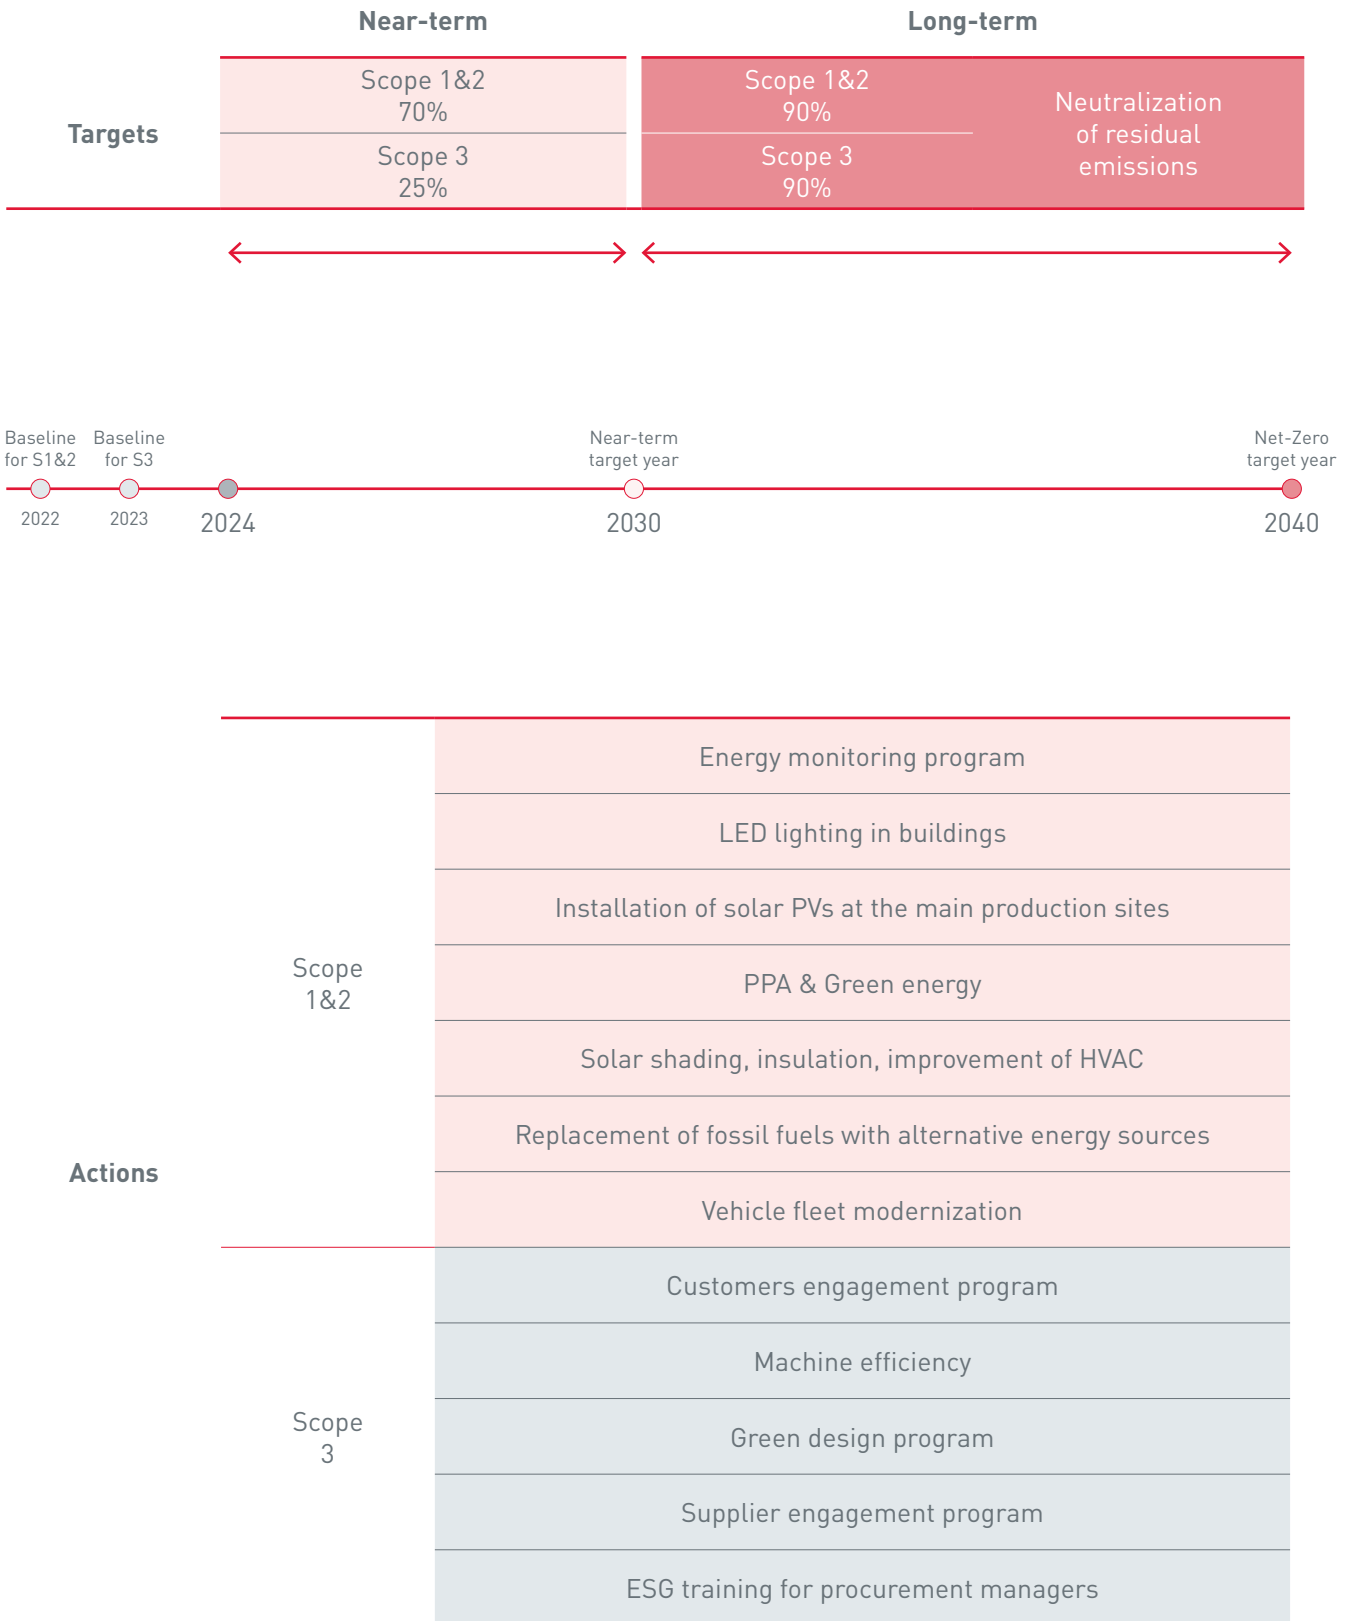 Near-term
Long-term
Targets
Scope 1&2
70%
Scope 3
25%
Scope 1&2
90%
Scope 3
90%
Neutralization
of residual
emissions
Baseline
for S1&2
Baseline
for S3
Near-term
target year
Net-Zero
target year
2022
2023
2024
2030
2040
Actions
Scope
1&2
Energy monitoring program
LED lighting in buildings
Installation of solar PVs at the main production sites
PPA & Green energy
Solar shading, insulation, improvement of HVAC
Replacement of fossil fuels with alternative energy sources
Vehicle fleet modernization
Scope
3
Customers engagement program
Machine efficiency
Green design program
Supplier engagement program
ESG training for procurement managers